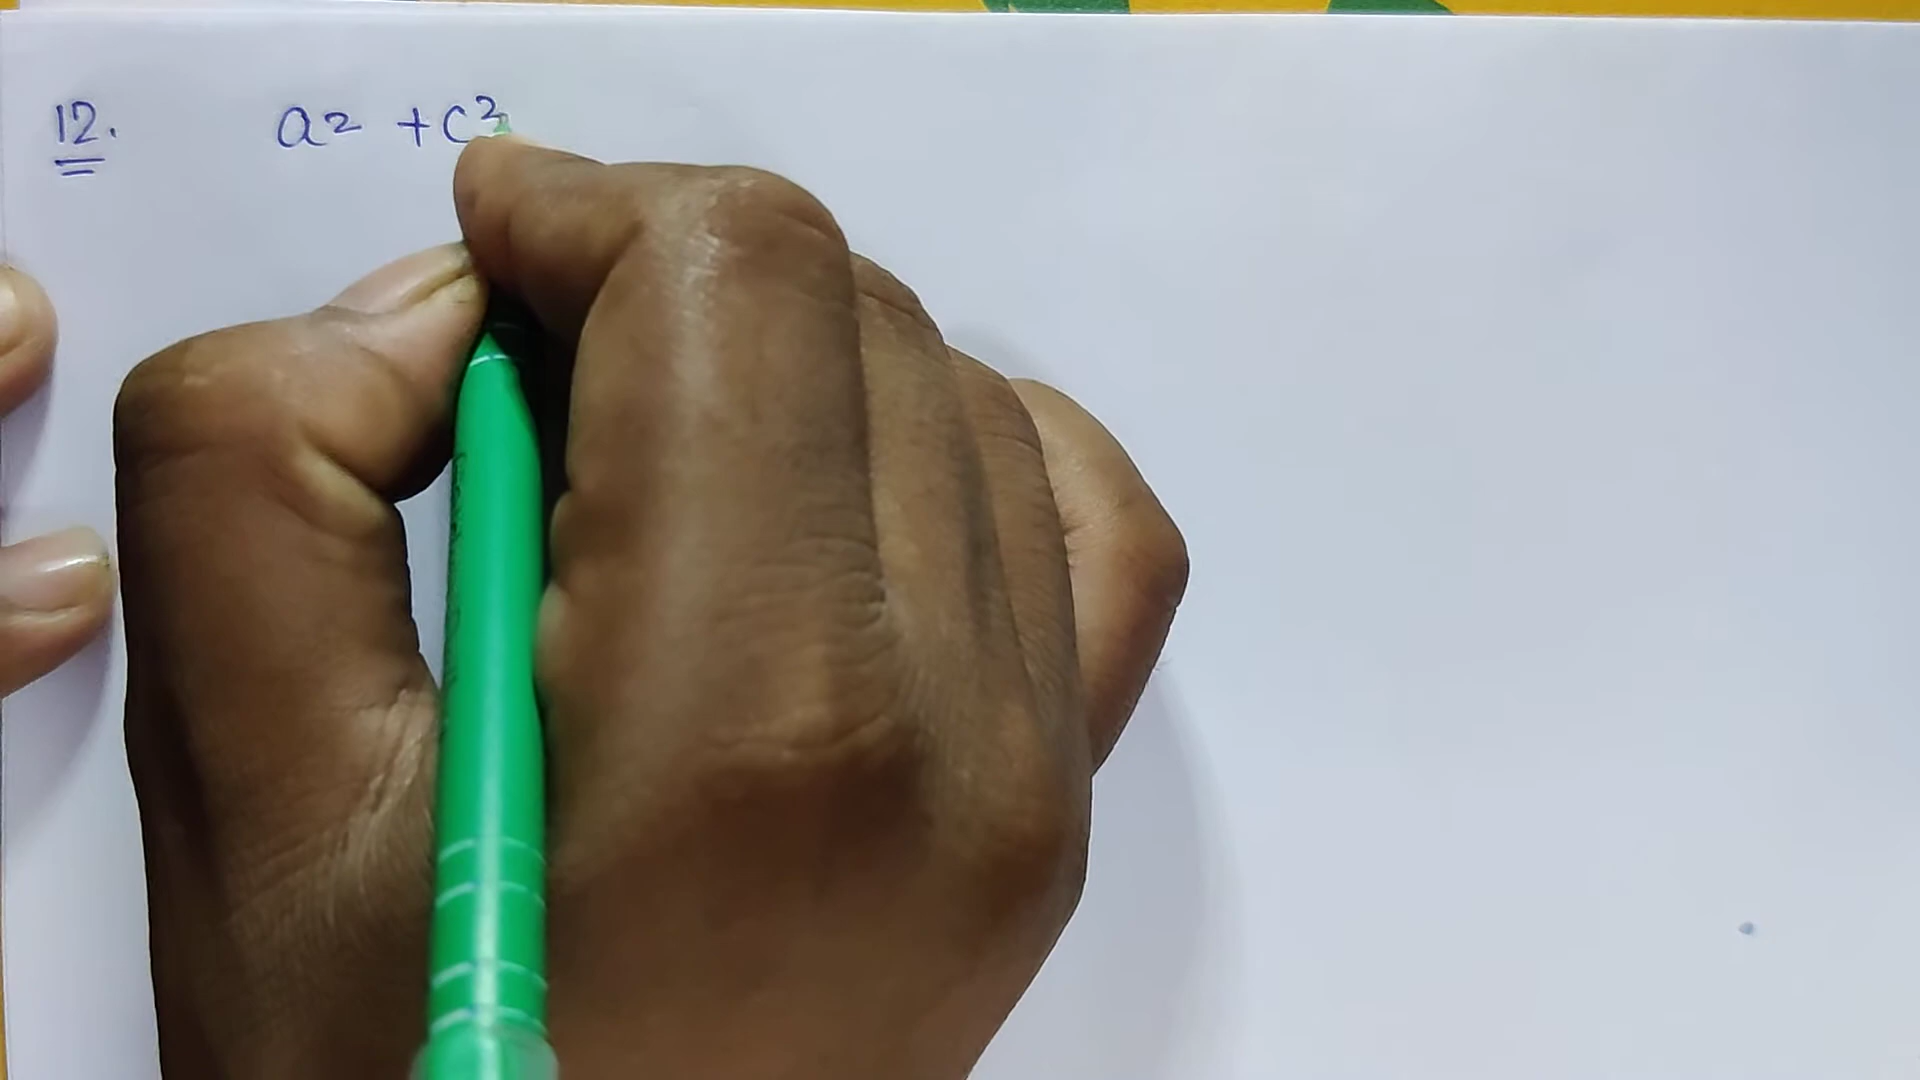 12. a² + c²